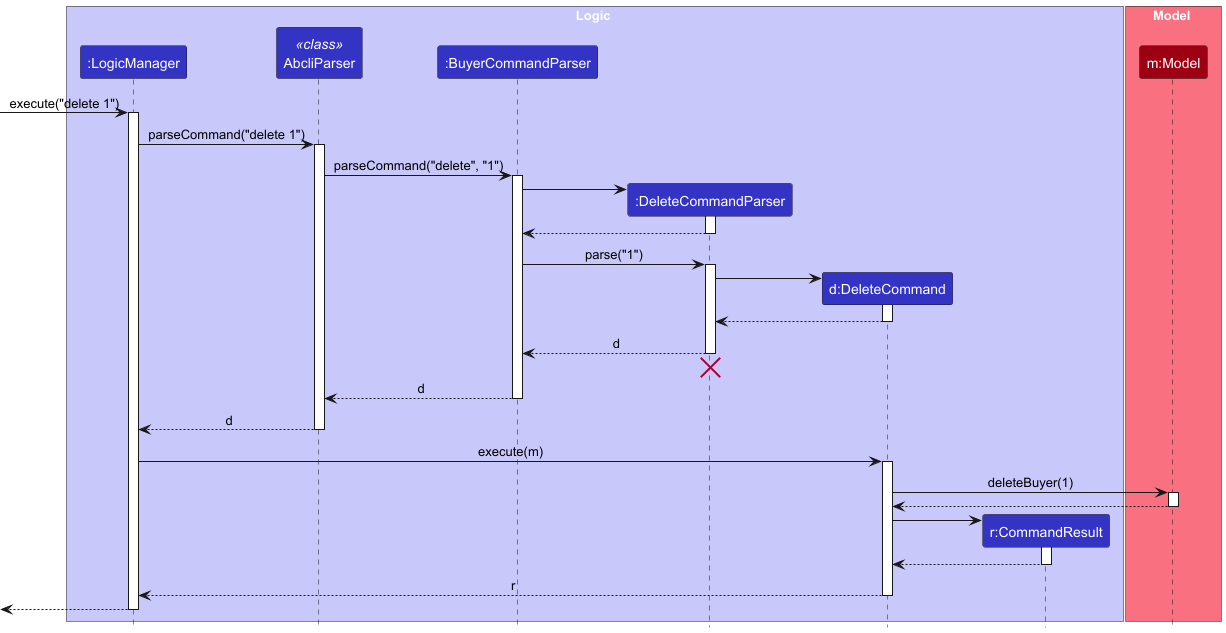 Logic
Model
:LogicManager
«class»
AbcliParser
:BuyerCommandParser
m:Model
execute("delete 1")
parseCommand("delete 1")
parseCommand("delete", "1")
:DeleteCommandParser
parse("1")
d:DeleteCommand
d
d
d
execute(m)
deleteBuyer(1)
r:CommandResult
r